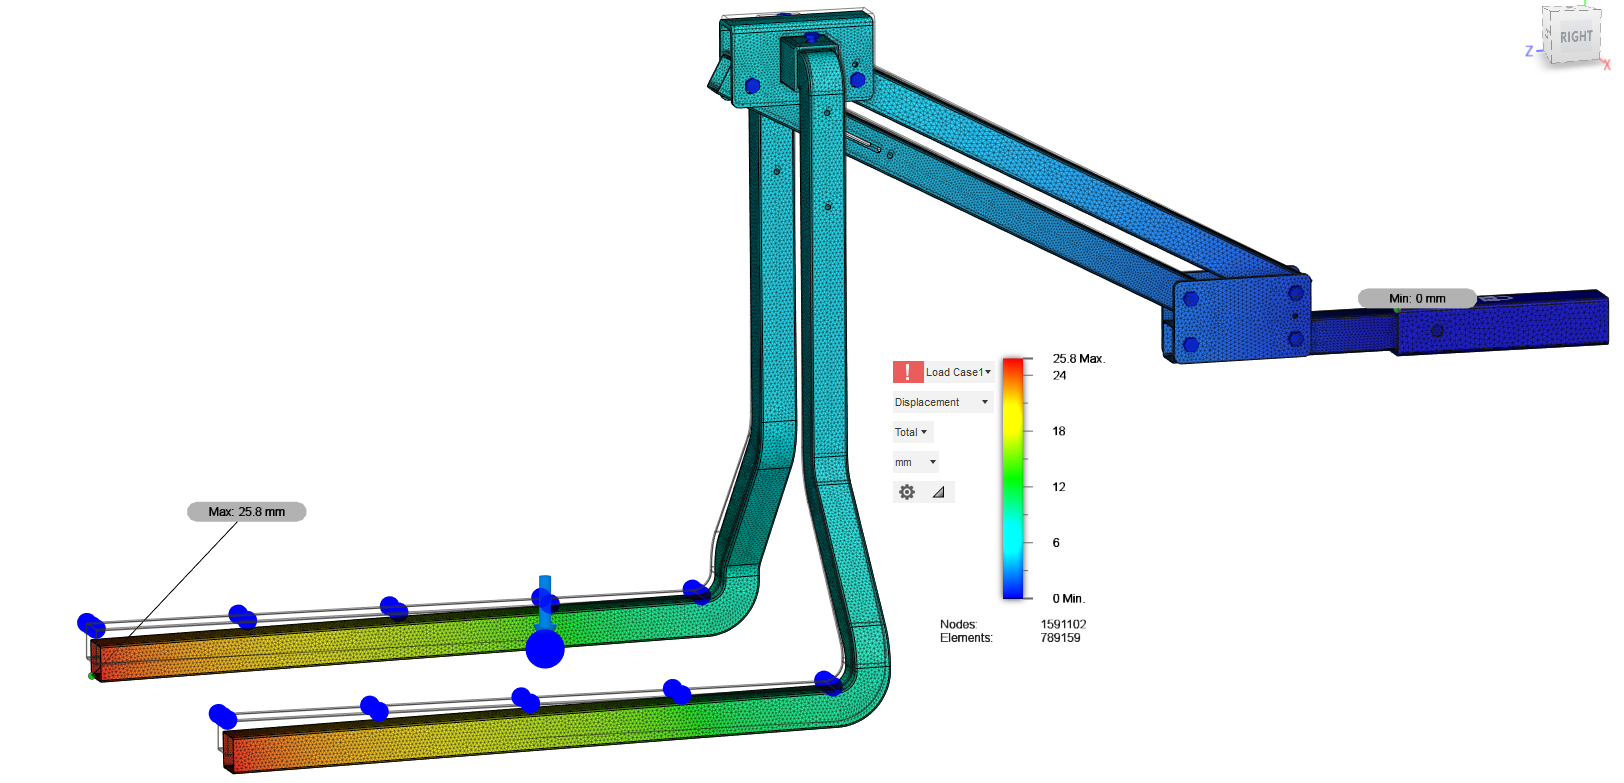 RIGHT
Z
X
Min: 0 mm
25.8 Max.
Load Case1
24
Displacement
Total
18
mm
12
Max: 25.8 mm
6
0 Min.
Nodes: 1591102
Elements: 789159